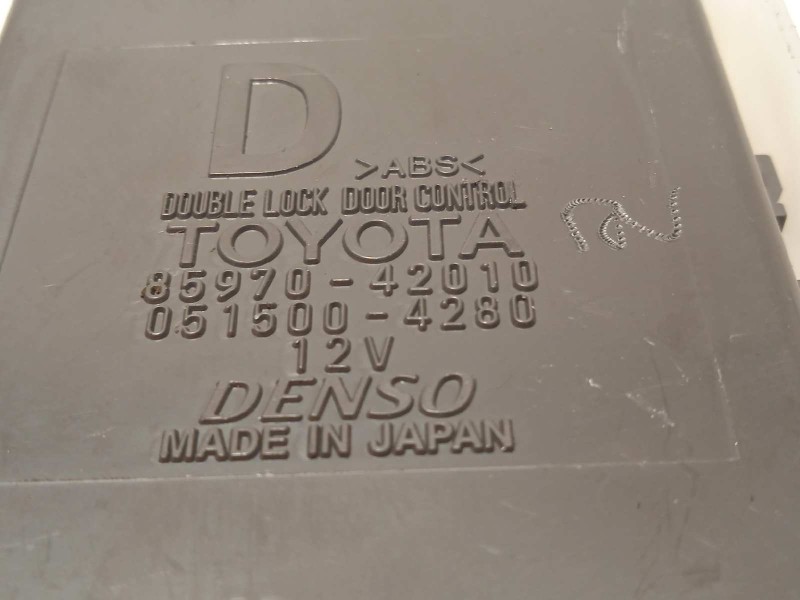 D
>ABS<
DOUBLE LOCK DOOR CONTROL
TOYOTA
85970-42010
051500-4280
12V
DENSO
MADE IN JAPAN